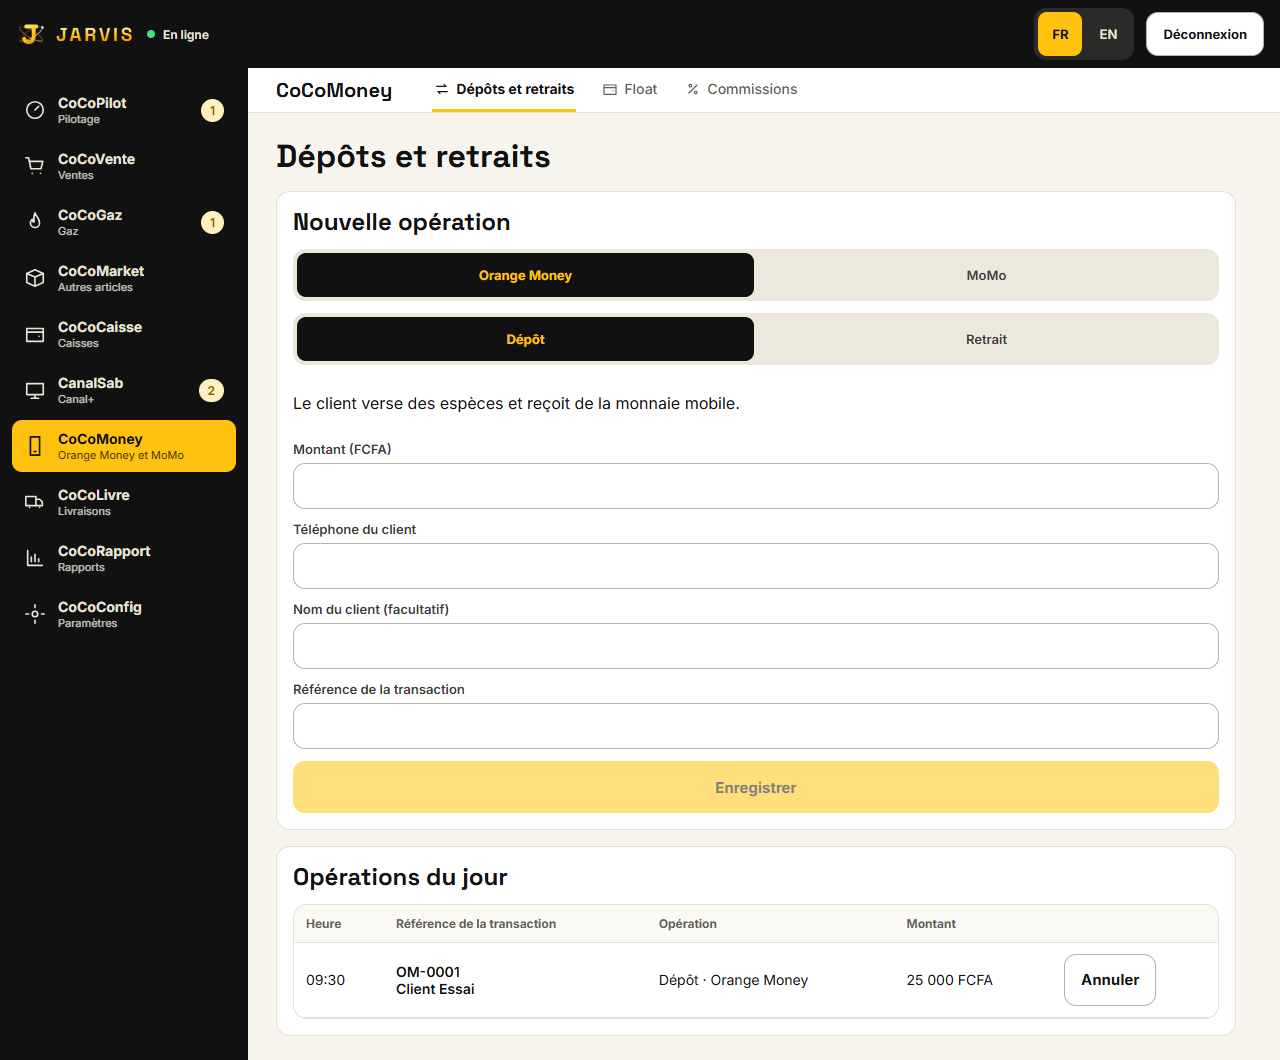 JARVIS
En ligne
FR
EN
Déconnexion
CoCoPilot
Pilotage
1
CoCoVente
Ventes
CoCoGaz
Gaz
1
CoCoMarket
Autres articles
CoCoCaisse
Caisses
CanalSab
Canal+
2
CoCoMoney
Orange Money et MoMo
CoCoLivre
Livraisons
CoCoRapport
Rapports
CoCoConfig
Paramètres
CoCoMoney
Dépôts et retraits
Float
Commissions
Dépôts et retraits
Nouvelle opération
Orange Money
MoMo
Dépôt
Retrait
Le client verse des espèces et reçoit de la monnaie mobile.
Montant (FCFA)
Téléphone du client
Nom du client (facultatif)
Référence de la transaction
Enregistrer
Opérations du jour
Heure Référence de la transaction Opération Montant
09:30 OM-0001 Dépôt · Orange Money 25 000 FCFA Annuler
Client Essai